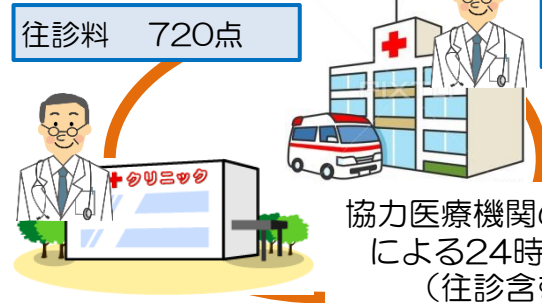 往診料　720点
クリニック
協力医療機関
による24時
（往診含